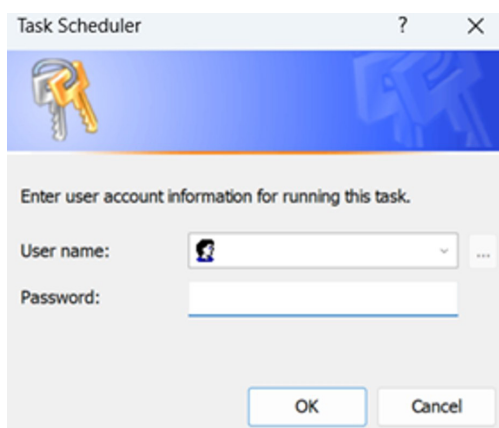 Task Scheduler ?
Enter user account information for running this task.
User name:
...
Password:
OK Cancel